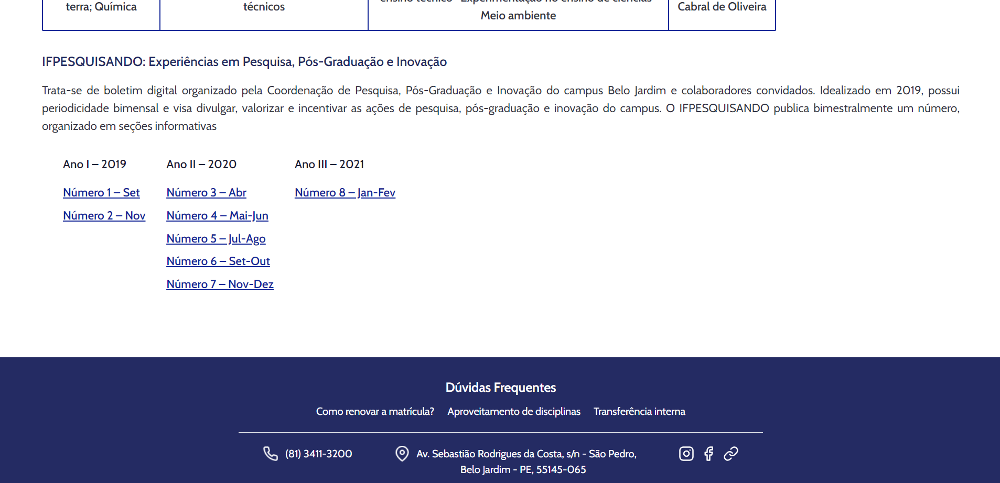 terra; Química
técnicos
Meio ambiente
Cabral de Oliveira
IFPESQUISANDO: Experiências em Pesquisa, Pós-Graduação e Inovação
Trata-se de boletim digital organizado pela Coordenação de Pesquisa, Pós-Graduação e Inovação do campus Belo Jardim e colaboradores convidados. Idealizado em 2019, possui
periodicidade bimensal e visa divulgar, valorizar e incentivar as ações de pesquisa, pós-graduação e inovação do campus. O IFPESQUISANDO publica bimestralmente um número,
organizado em seções informativas
Ano I – 2019
Número 1 – Set
Número 2 – Nov
Ano II – 2020
Número 3 – Abr
Número 4 – Mai-Jun
Número 5 – Jul-Ago
Número 6 – Set-Out
Número 7 – Nov-Dez
Ano III – 2021
Número 8 – Jan-Fev
Dúvidas Frequentes
Como renovar a matrícula? Aproveitamento de disciplinas Transferência interna
(81) 3411-3200
Av. Sebastião Rodrigues da Costa, s/n - São Pedro,
Belo Jardim - PE, 55145-065